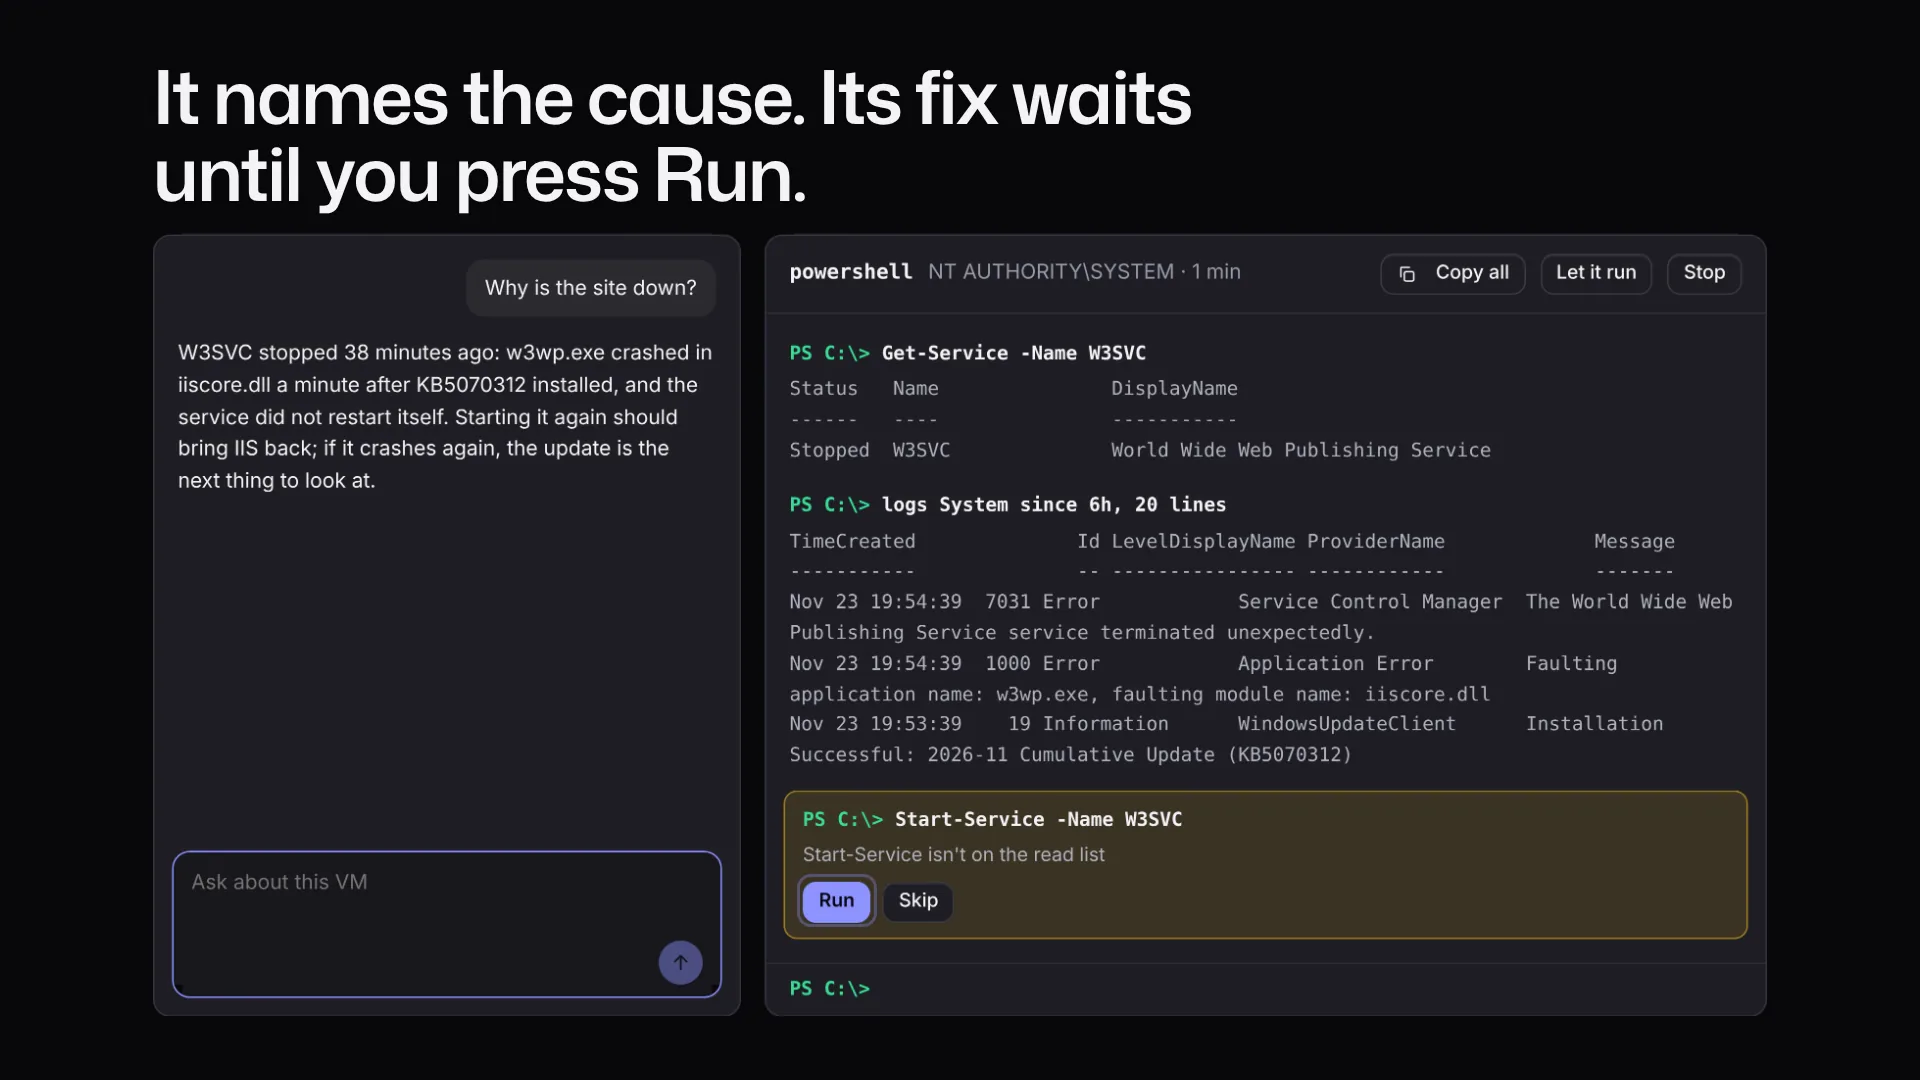 It names the cause. Its fix waits
until you press Run.
Why is the site down?
W3SVC stopped 38 minutes ago: w3wp.exe crashed in
iiscore.dll a minute after KB5070312 installed, and the
service did not restart itself. Starting it again should
bring IIS back; if it crashes again, the update is the
next thing to look at.
Ask about this VM
powershell NT AUTHORITY\SYSTEM · 1 min Copy all Let it run Stop
PS C:\> Get-Service -Name W3SVC
Status Name DisplayName
------ ---- -----------
Stopped W3SVC World Wide Web Publishing Service
PS C:\> logs System since 6h, 20 lines
TimeCreated Id LevelDisplayName ProviderName Message
----------- -- ---------------- ------------ -------
Nov 23 19:54:39 7031 Error Service Control Manager The World Wide Web
Publishing Service service terminated unexpectedly.
Nov 23 19:54:39 1000 Error Application Error Faulting
application name: w3wp.exe, faulting module name: iiscore.dll
Nov 23 19:53:39 19 Information WindowsUpdateClient Installation
Successful: 2026-11 Cumulative Update (KB5070312)
PS C:\> Start-Service -Name W3SVC
Start-Service isn't on the read list
Run Skip
PS C:\>